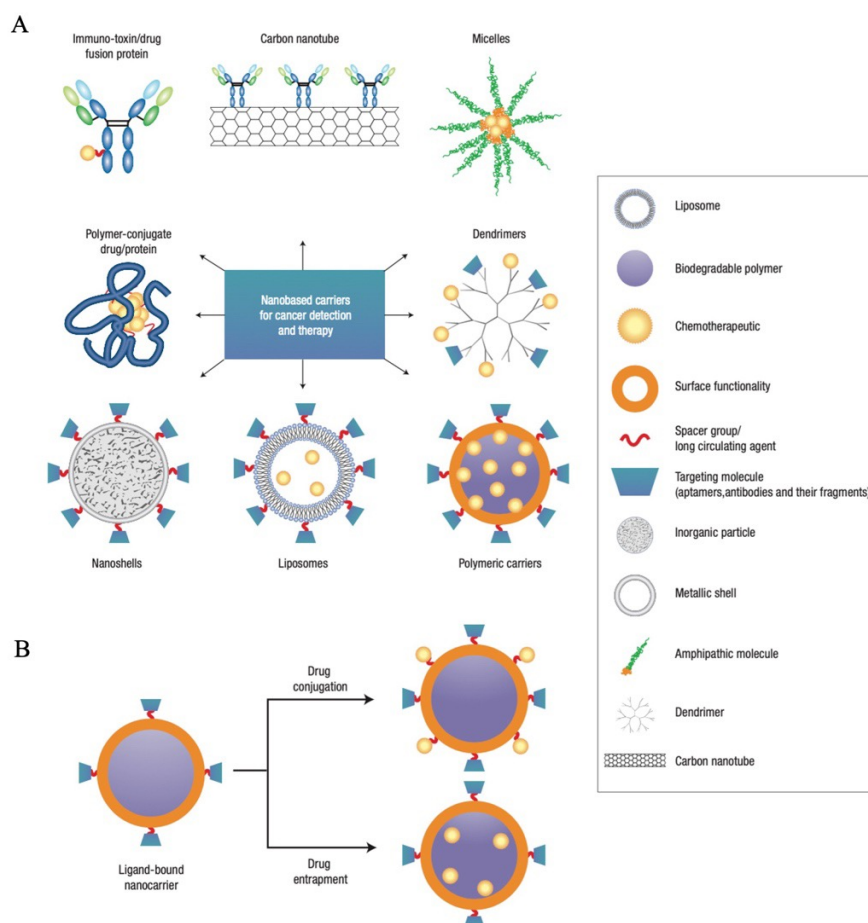 A
Immuno-toxin/drug
fusion protein
Carbon nanotube
Micelles
Polymer-conjugate
drug/protein
Dendrimers
Nanobased carriers
for cancer detection
and therapy
Nanoshells
Liposomes
Polymeric carriers
Liposome
Biodegradable polymer
Chemotherapeutic
Surface functionality
Spacer group/
long circulating agent
Targeting molecule
(aptamers,antibodies and their fragments)
Inorganic particle
Metallic shell
Amphipathic molecule
Dendrimer
Carbon nanotube
B
Drug
conjugation
Ligand-bound
nanocarrier
Drug
entrapment